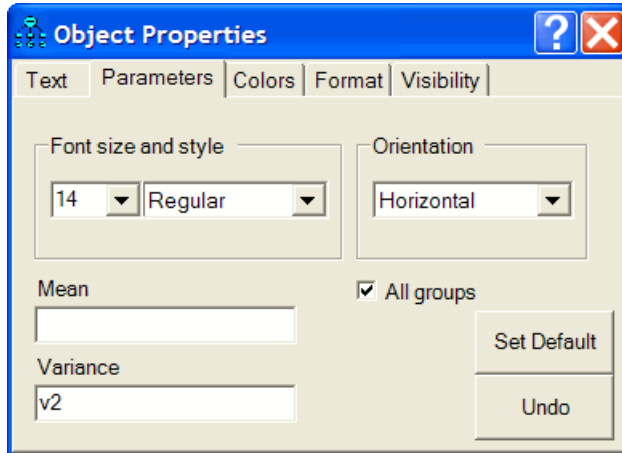 Object Properties
Text Parameters Colors Format Visibility
Font size and style
14 Regular
Orientation
Horizontal
Mean
All groups
Variance
v2
Set Default
Undo